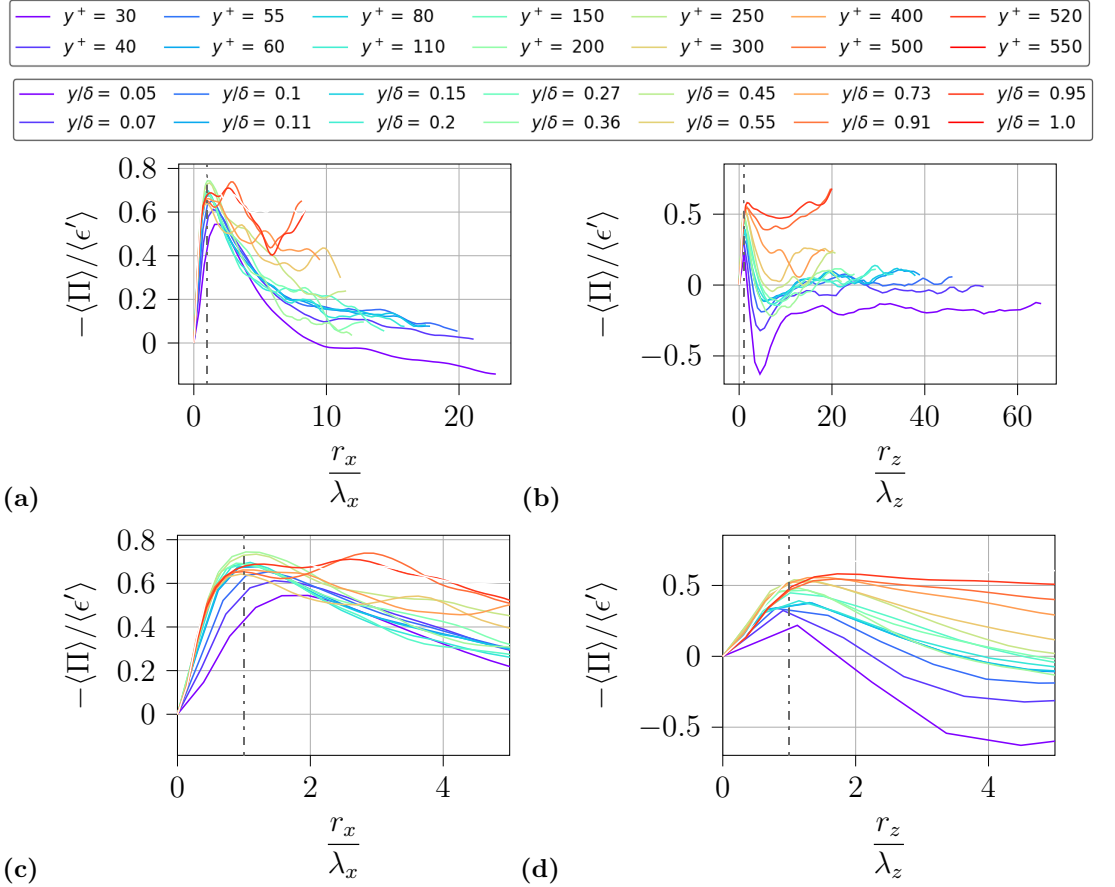 y⁺ = 30 y⁺ = 55 y⁺ = 80 y⁺ = 150 y⁺ = 250 y⁺ = 400 y⁺ = 520
y⁺ = 40 y⁺ = 60 y⁺ = 110 y⁺ = 200 y⁺ = 300 y⁺ = 500 y⁺ = 550
y/δ = 0.05 y/δ = 0.1 y/δ = 0.15 y/δ = 0.27 y/δ = 0.45 y/δ = 0.73 y/δ = 0.95
y/δ = 0.07 y/δ = 0.11 y/δ = 0.2 y/δ = 0.36 y/δ = 0.55 y/δ = 0.91 y/δ = 1.0
−⟨Π⟩/⟨ϵ′⟩
0.8
0.6
0.4
0.2
0
0 10 20
r_x
λ_x
(a)
−⟨Π⟩/⟨ϵ′⟩
0.5
0
−0.5
0 20 40 60
r_z
λ_z
(b)
−⟨Π⟩/⟨ϵ′⟩
0.8
0.6
0.4
0.2
0
0 2 4
r_x
λ_x
(c)
−⟨Π⟩/⟨ϵ′⟩
0.5
0
−0.5
0 2 4
r_z
λ_z
(d)